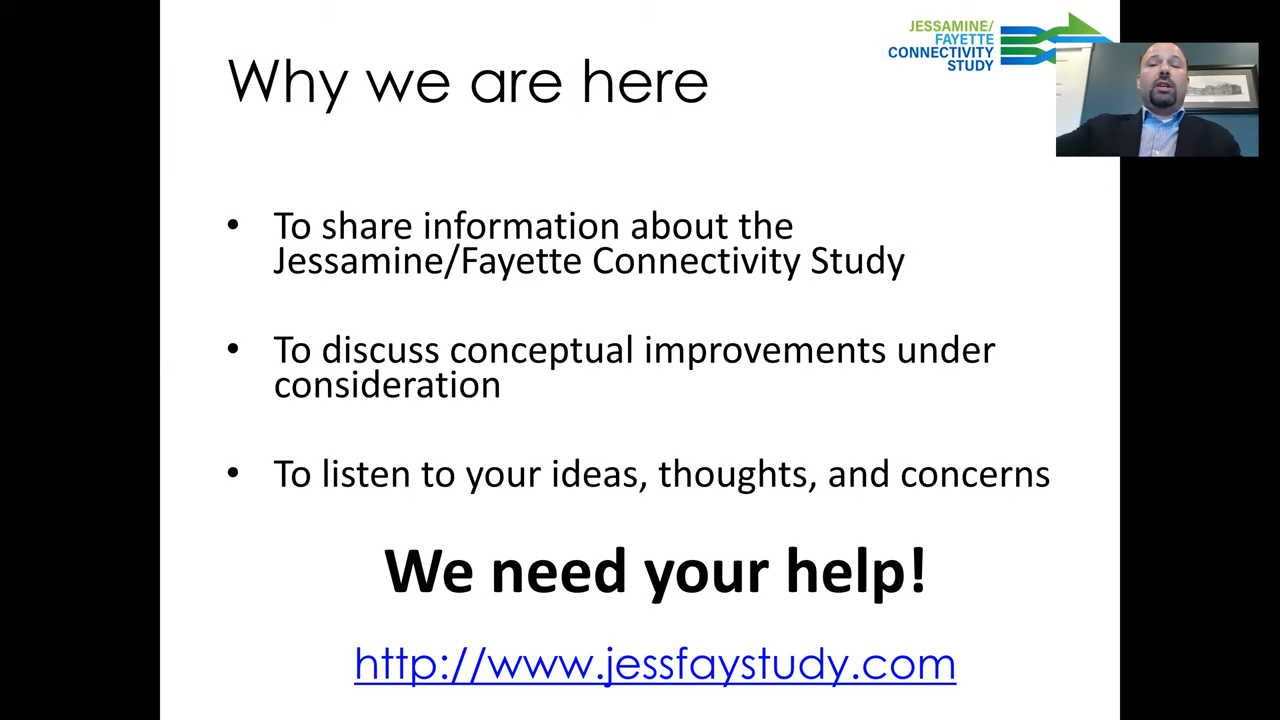 JESSAMINE/
FAYETTE
CONNECTIVITY
STUDY
Why we are here
• To share information about the
Jessamine/Fayette Connectivity Study
• To discuss conceptual improvements under
consideration
• To listen to your ideas, thoughts, and concerns
We need your help!
http://www.jessfaystudy.com